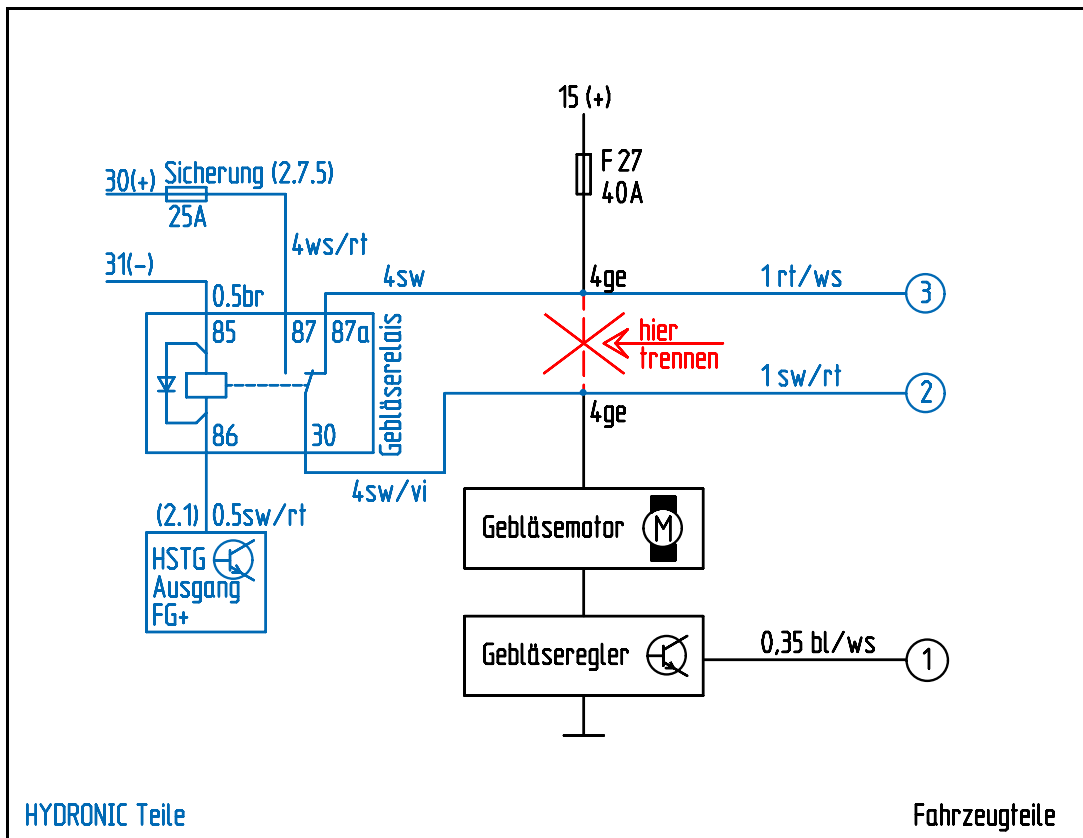 15 (+)
F 27
40A
Sicherung (2.7.5)
30(+)
25A
4ws/rt
31(-)
0.5br
4sw
4ge
1 rt/ws
3
85
87
87a
Gebläserelais
hier
trennen
1 sw/rt
2
4ge
86
30
4sw/vi
(2.1)
0.5sw/rt
HSTG
Ausgang
FG+
Gebläsemotor
M
Gebläseregler
0,35 bl/ws
1
HYDRONIC Teile
Fahrzeugteile